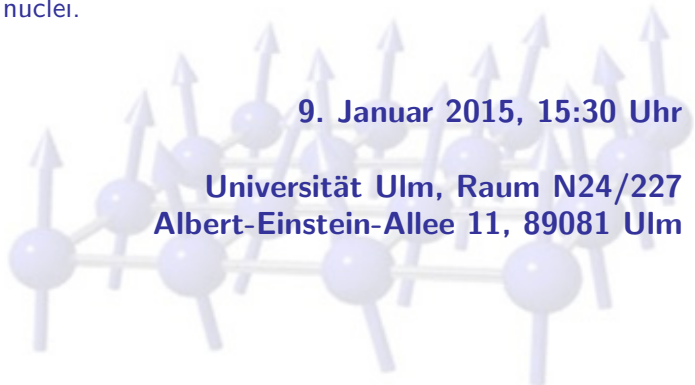 nuclei.
9. Januar 2015, 15:30 Uhr
Universität Ulm, Raum N24/227
Albert-Einstein-Allee 11, 89081 Ulm